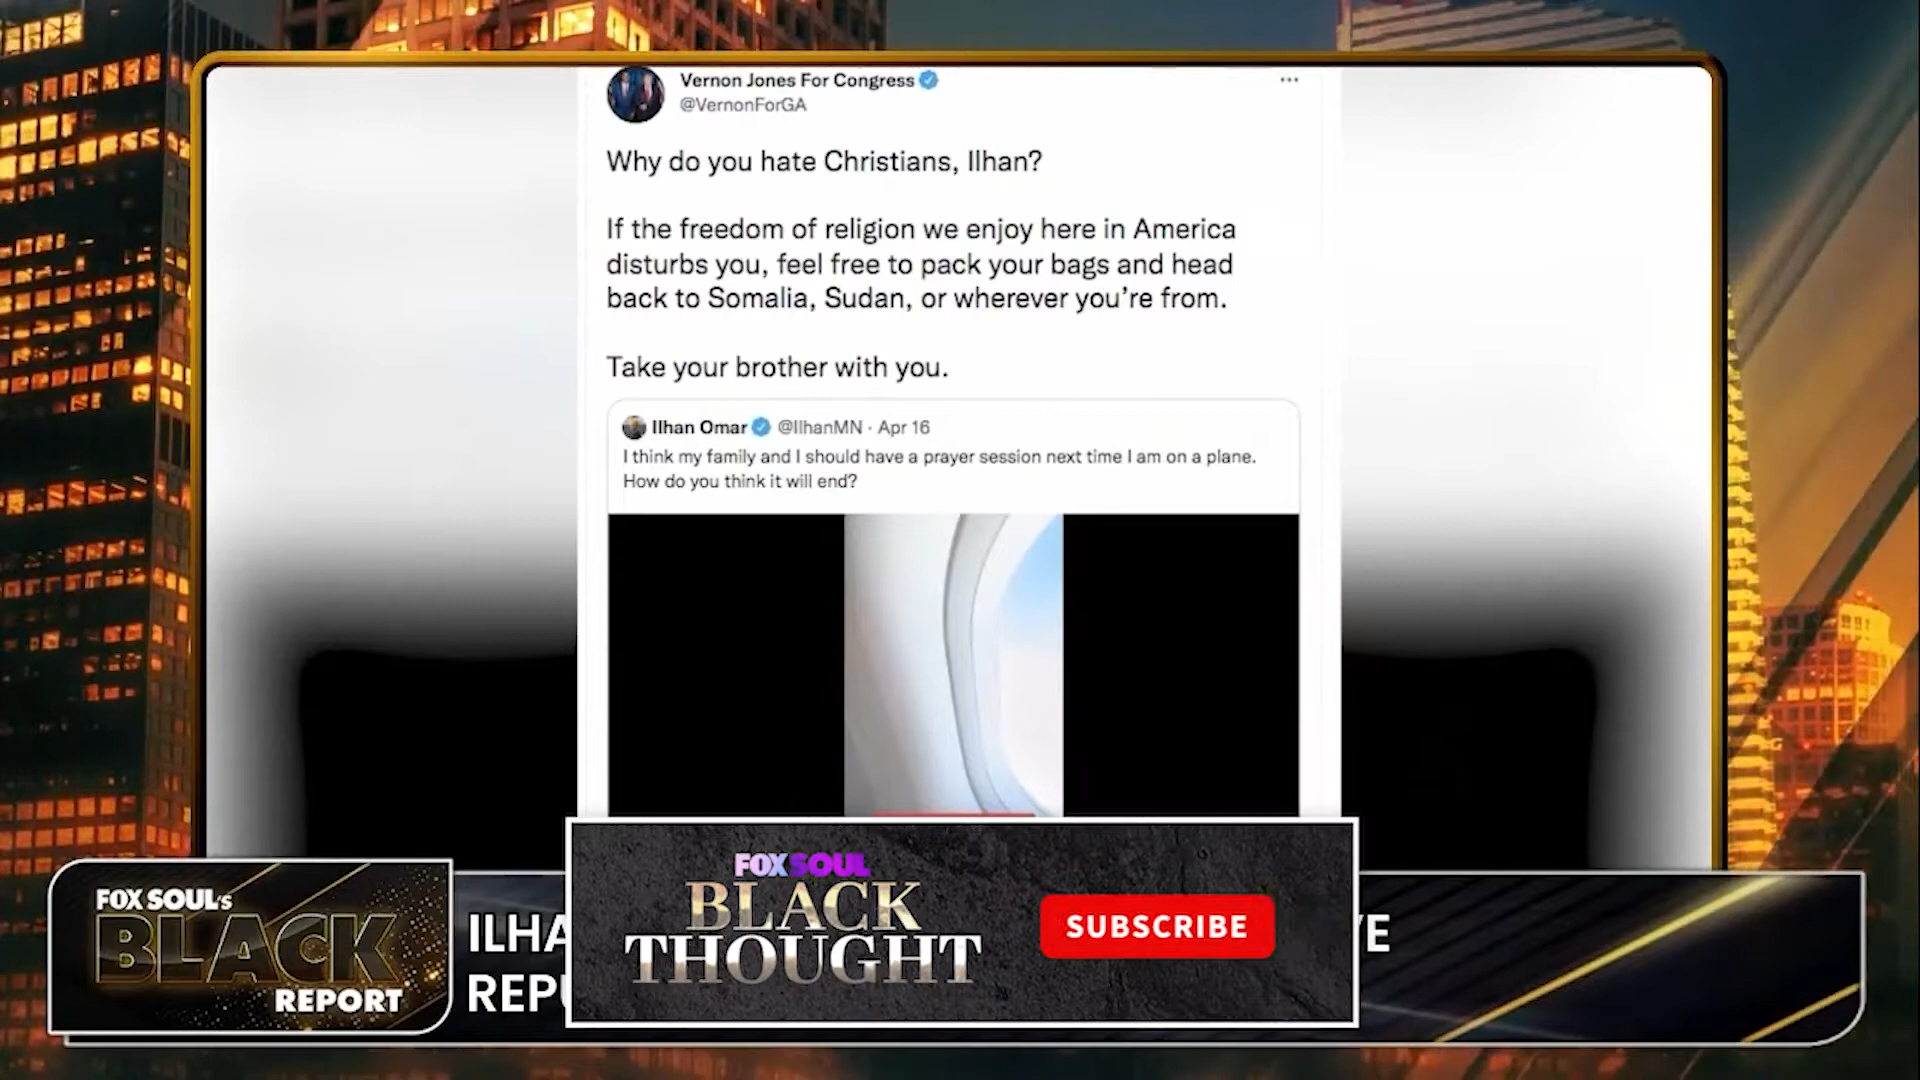 Vernon Jones For Congress
@VernonForGA
Why do you hate Christians, Ilhan?
If the freedom of religion we enjoy here in America
disturbs you, feel free to pack your bags and head
back to Somalia, Sudan, or wherever you're from.
Take your brother with you.
Ilhan Omar @IlhanMN · Apr 16
I think my family and I should have a prayer session next time I am on a plane.
How do you think it will end?
FOX SOUL's
BLACK
REPORT
FOX SOUL
BLACK
THOUGHT
SUBSCRIBE